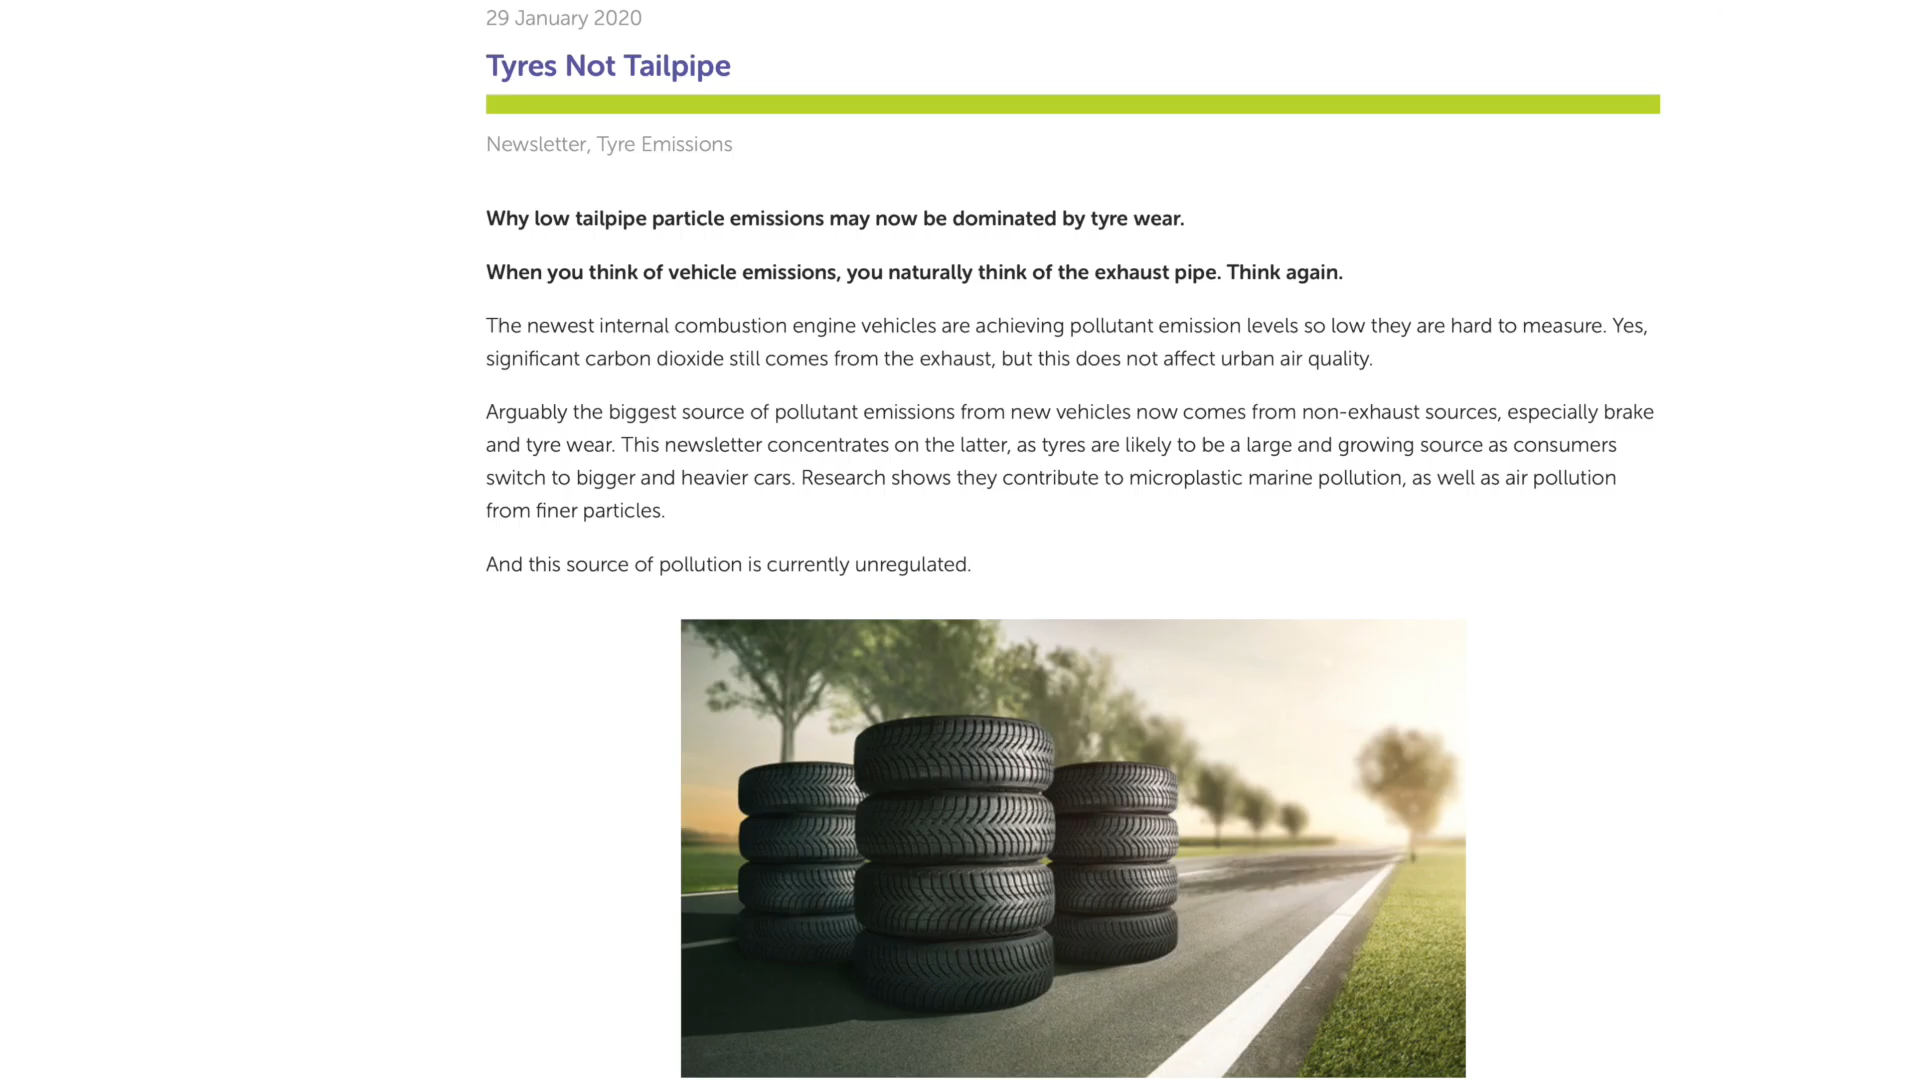 29 January 2020
Tyres Not Tailpipe
Newsletter, Tyre Emissions
Why low tailpipe particle emissions may now be dominated by tyre wear.
When you think of vehicle emissions, you naturally think of the exhaust pipe. Think again.
The newest internal combustion engine vehicles are achieving pollutant emission levels so low they are hard to measure. Yes,
significant carbon dioxide still comes from the exhaust, but this does not affect urban air quality.
Arguably the biggest source of pollutant emissions from new vehicles now comes from non-exhaust sources, especially brake
and tyre wear. This newsletter concentrates on the latter, as tyres are likely to be a large and growing source as consumers
switch to bigger and heavier cars. Research shows they contribute to microplastic marine pollution, as well as air pollution
from finer particles.
And this source of pollution is currently unregulated.